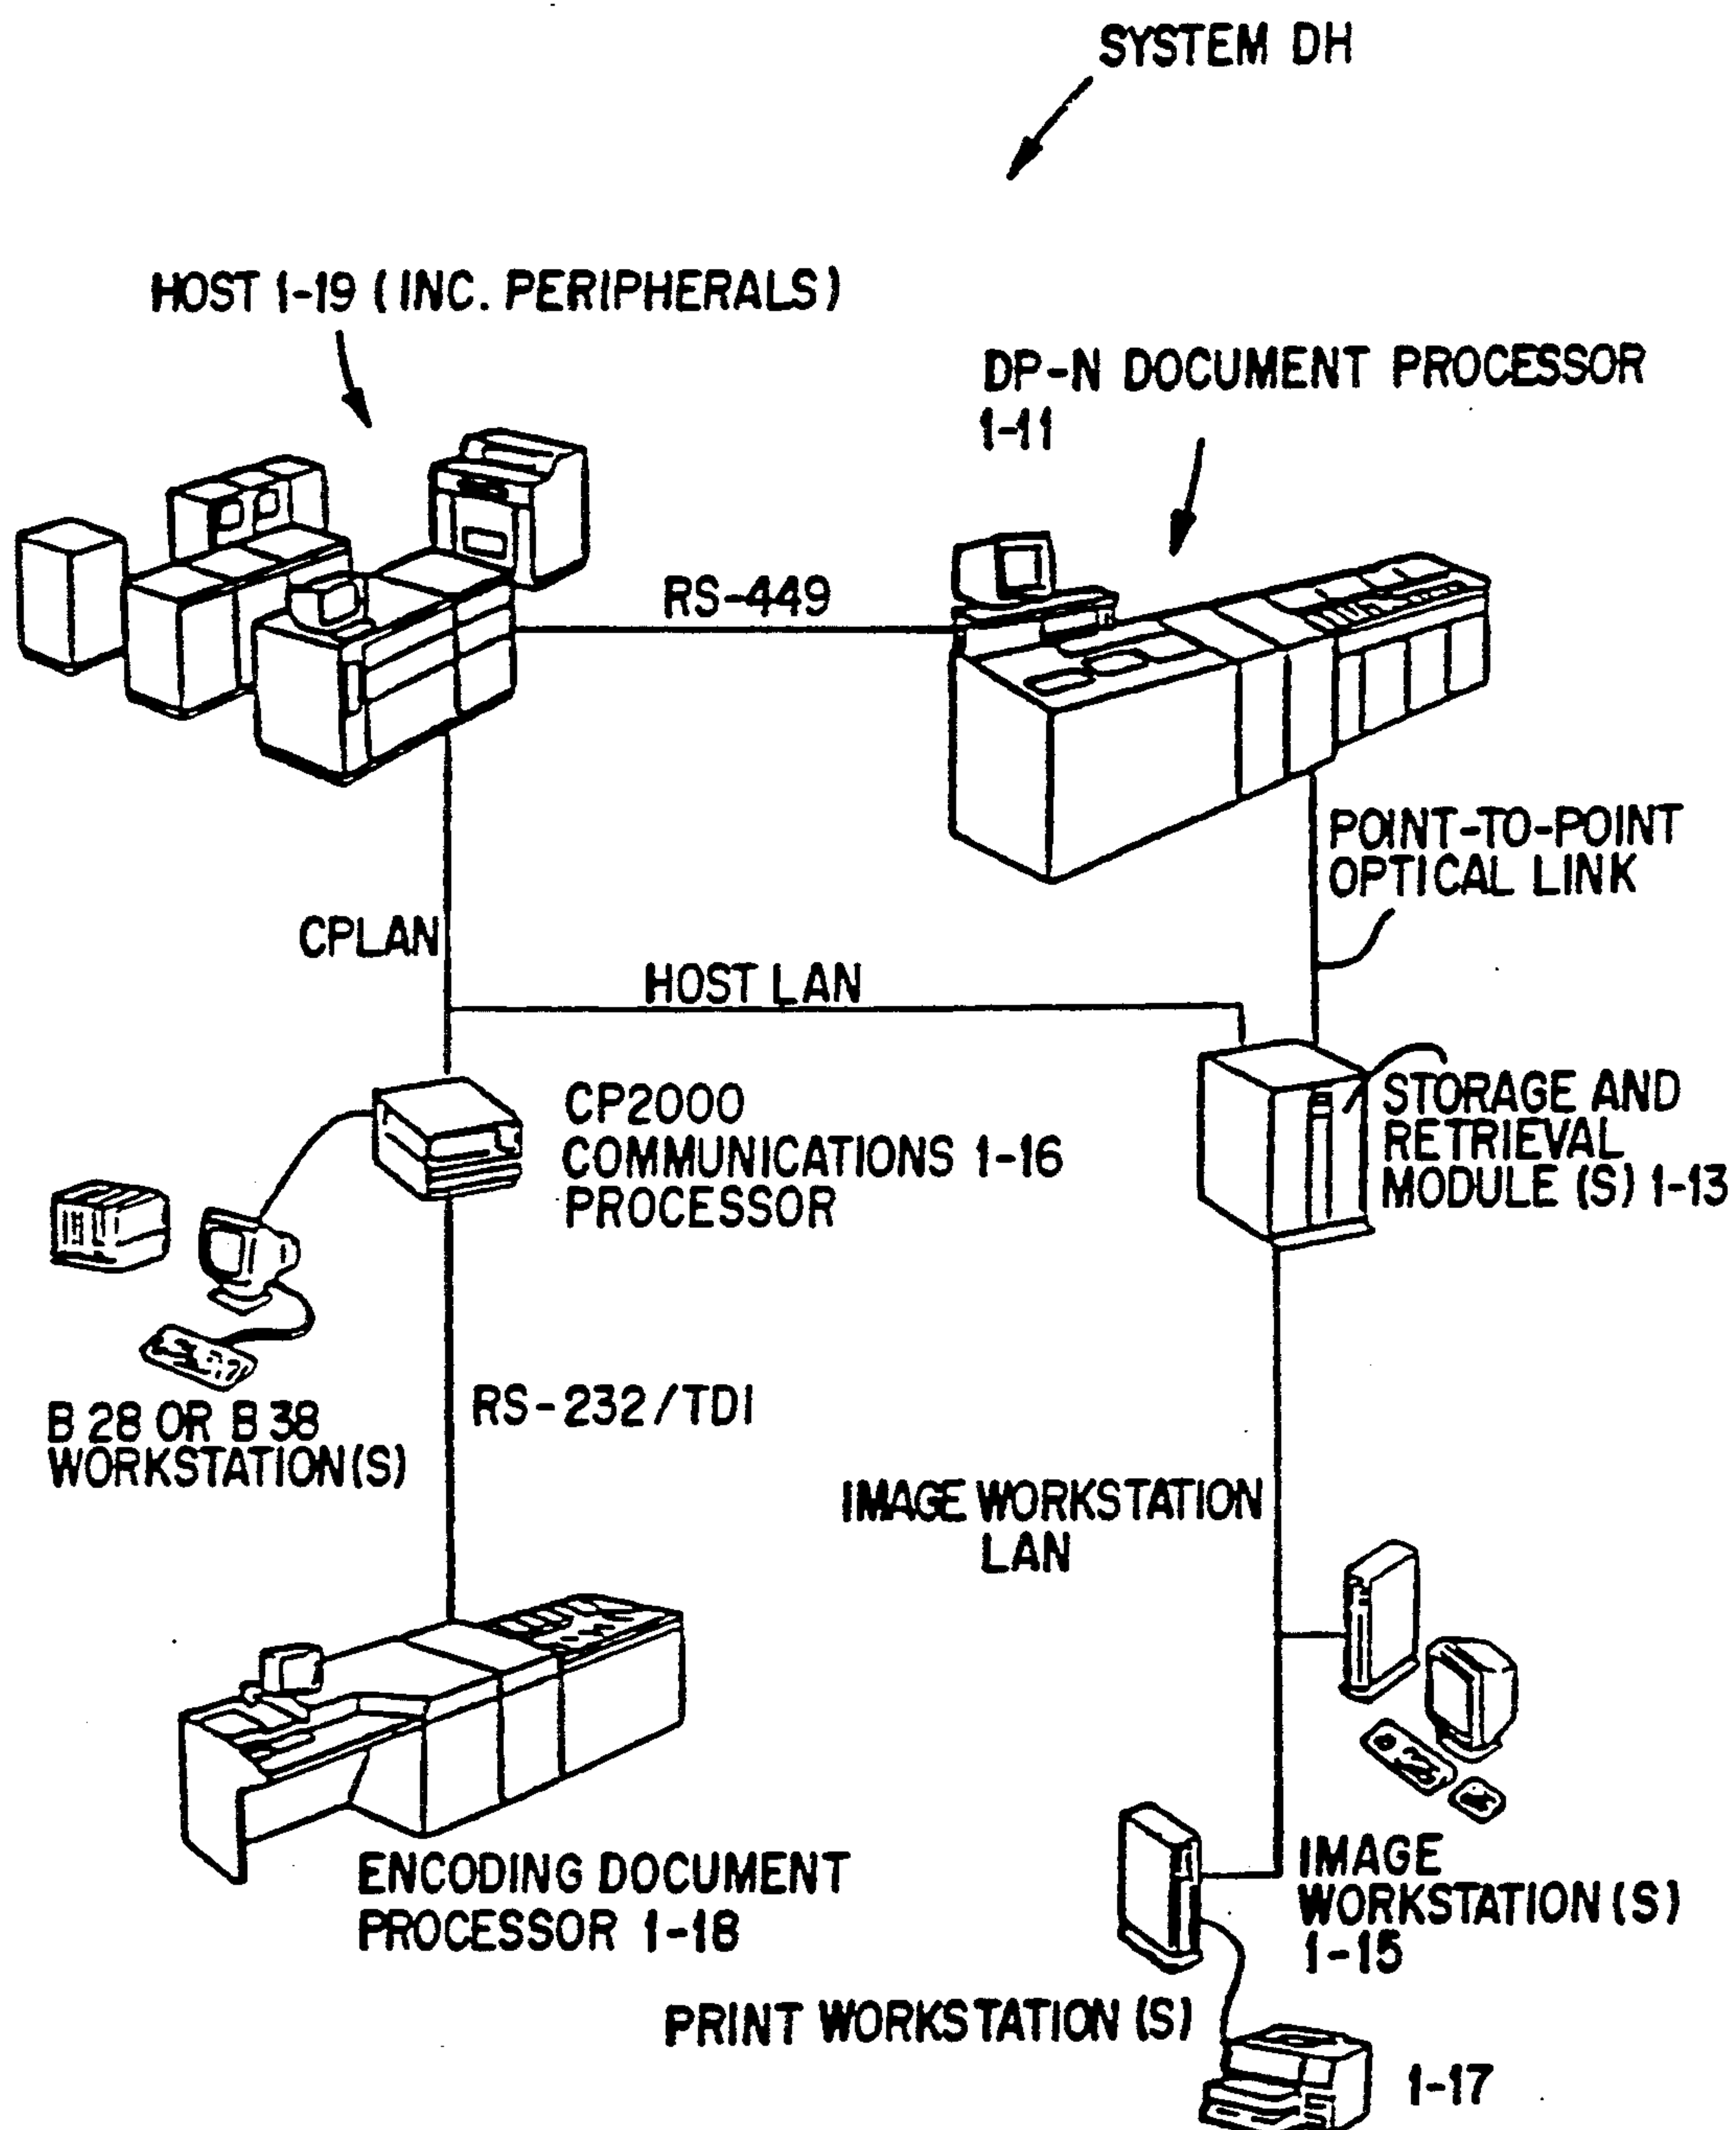 SYSTEM DH
HOST 1-19 (INC. PERIPHERALS)
DP-N DOCUMENT PROCESSOR
1-11
RS-449
POINT-TO-POINT
OPTICAL LINK
CPLAN
HOST LAN
CP2000
COMMUNICATIONS 1-16
PROCESSOR
STORAGE AND
RETRIEVAL
MODULE (S) 1-13
B 28 OR B 38
WORKSTATION(S)
RS-232/TDI
IMAGE WORKSTATION
LAN
ENCODING DOCUMENT
PROCESSOR 1-18
IMAGE
WORKSTATION (S)
1-15
PRINT WORKSTATION (S)
1-17